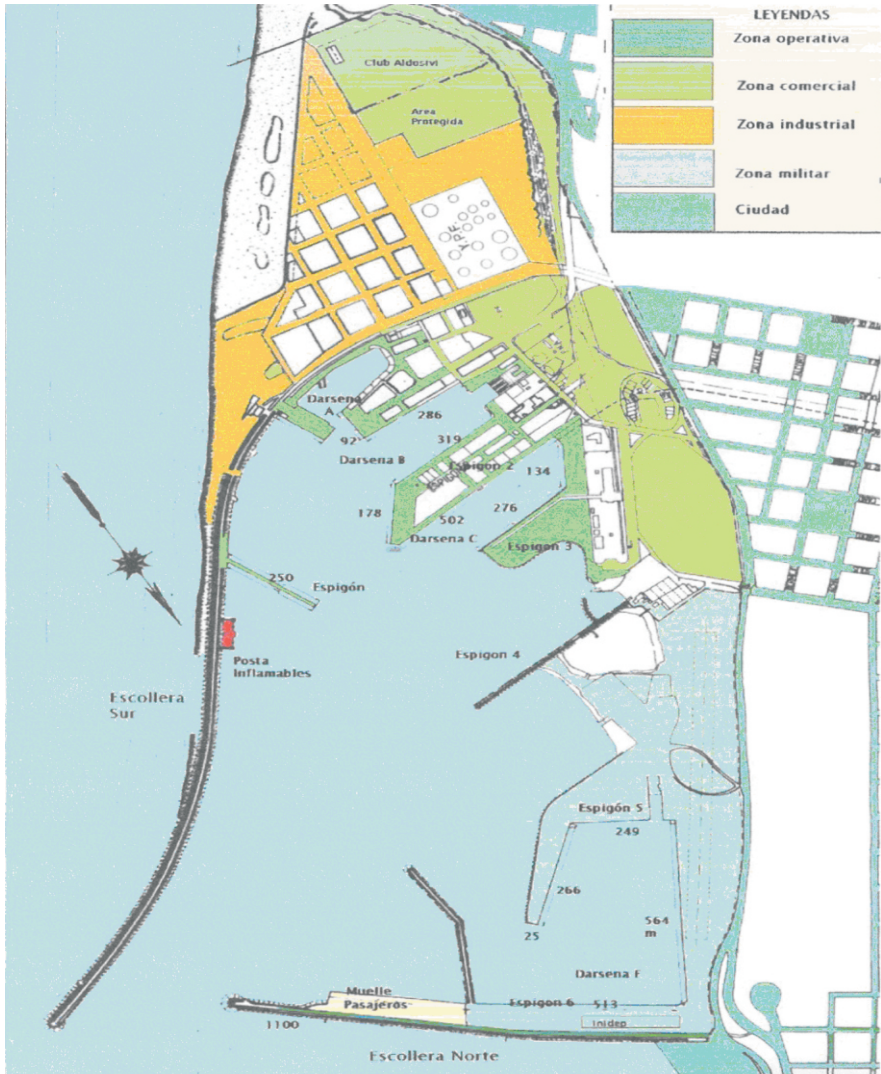 LEYENDAS
Zona operativa
Zona comercial
Zona industrial
Zona militar
Ciudad
Club Aldosivi
Area
Protegida
Y.P.F.
Darsena
A
286
92
319
Darsena B
Espigon 2
134
178
276
502
Darsena C
Espigon 3
250
Espigón
Espigon 4
Posta
Inflamables
Escollera
Sur
Espigón 5
249
266
564
m
25
Darsena F
Muelle
Pasajeros
Espigon 6
513
1100
Inidep
Escollera Norte